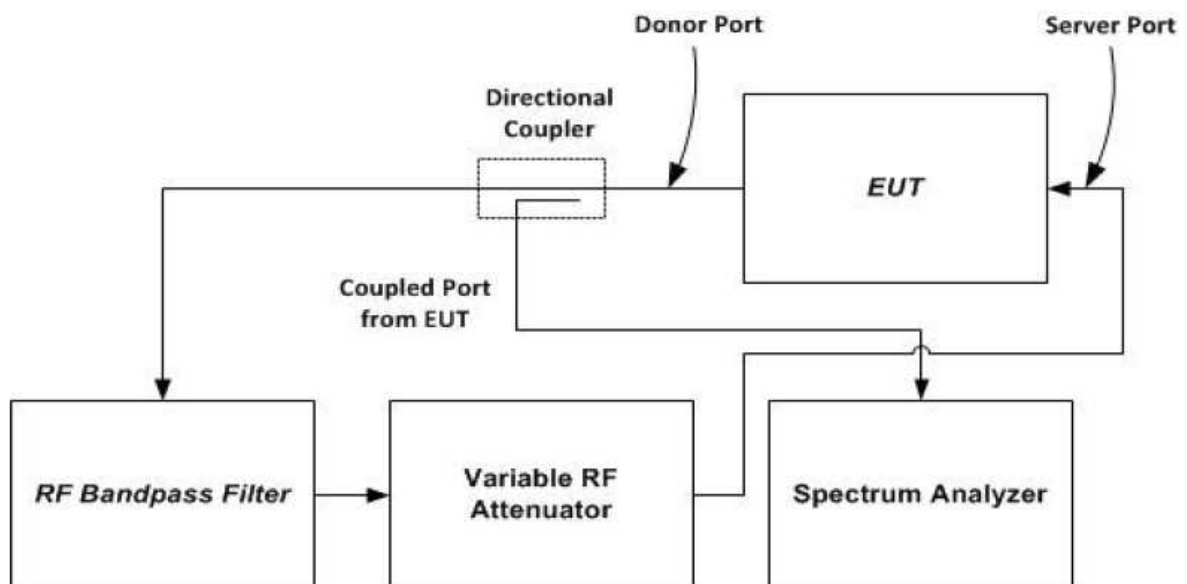 Donor Port
Server Port
Directional
Coupler
EUT
Coupled Port
from EUT
RF Bandpass Filter
Variable RF
Attenuator
Spectrum Analyzer